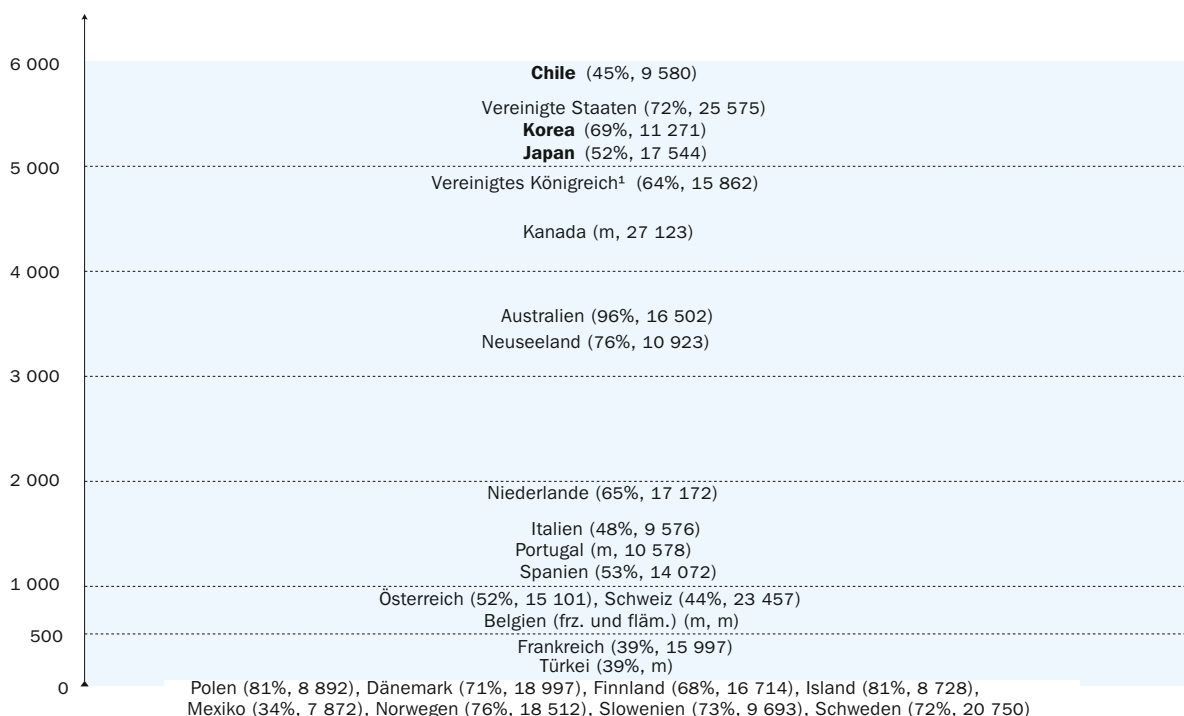 6 000
Chile (45%, 9 580)
Vereinigte Staaten (72%, 25 575)
Korea (69%, 11 271)
Japan (52%, 17 544)
5 000
Vereinigtes Königreich¹ (64%, 15 862)
Kanada (m, 27 123)
4 000
Australien (96%, 16 502)
Neuseeland (76%, 10 923)
3 000
2 000
Niederlande (65%, 17 172)
Italien (48%, 9 576)
Portugal (m, 10 578)
Spanien (53%, 14 072)
1 000
Österreich (52%, 15 101), Schweiz (44%, 23 457)
Belgien (frz. und fläm.) (m, m)
500
Frankreich (39%, 15 997)
Türkei (39%, m)
0
Polen (81%, 8 892), Dänemark (71%, 18 997), Finnland (68%, 16 714), Island (81%, 8 728),
Mexiko (34%, 7 872), Norwegen (76%, 18 512), Slowenien (73%, 9 693), Schweden (72%, 20 750)